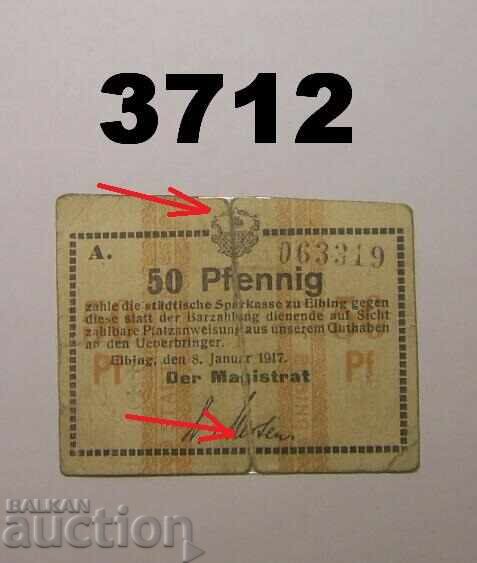 3712
A.
063319
50 Pfennig
zahle die städtische Sparkasse zu Elbing gegen
diese statt der Barzahlung dienende auf Sicht
zahlbare Platzanweisung aus unserem Guthaben
an den Ueberbringer.
Elbing, den 8. Januar 1917.
Pf
Der Magistrat
Pf
BALKAN
auction